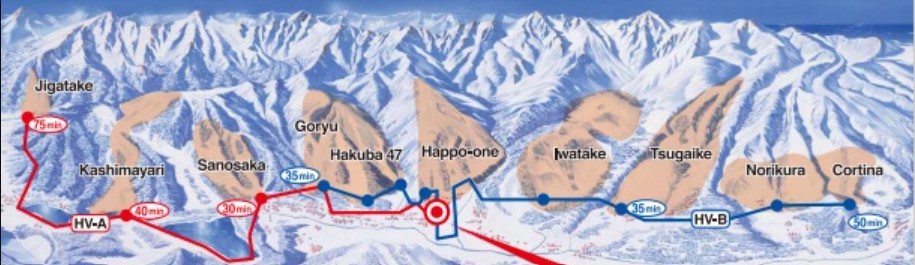 Jigatake
75min
Kashimayari
HV-A
40min
Sanosaka
30min
Goryu
35min
Hakuba 47
Happo-one
Iwatake
Tsugaike
35min
HV-B
Norikura
Cortina
50min